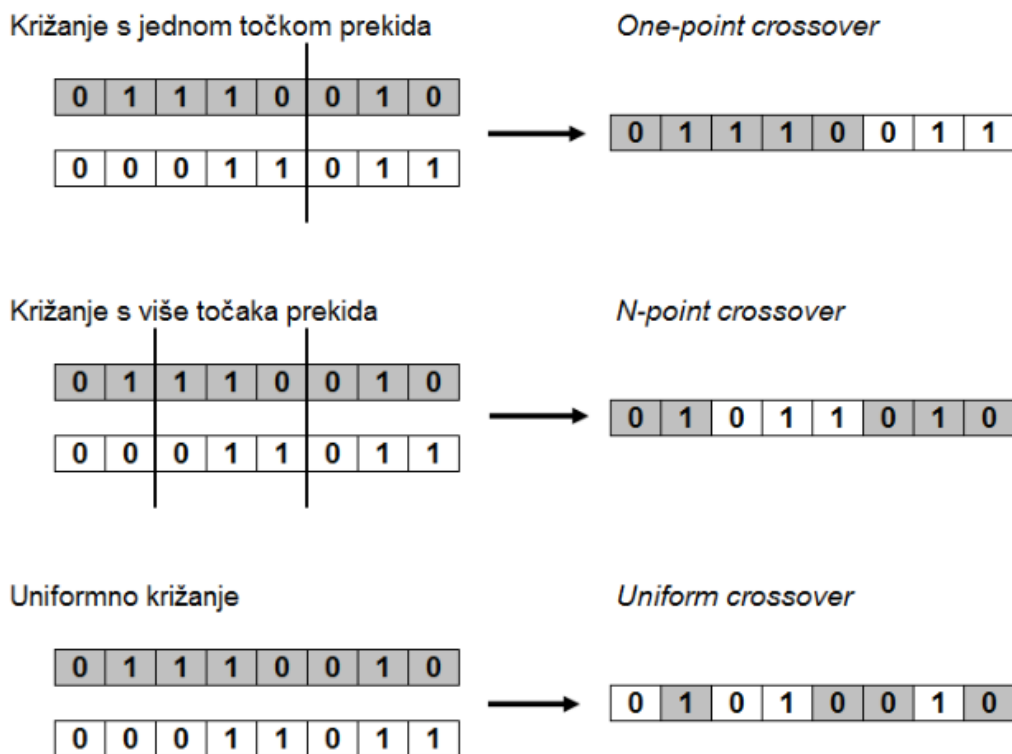 Križanje s jednom točkom prekida One-point crossover
0 1 1 1 0 0 1 0
0 1 1 1 0 0 1 1
0 0 0 1 1 0 1 1
Križanje s više točaka prekida N-point crossover
0 1 1 1 0 0 1 0
0 1 0 1 1 0 1 0
0 0 0 1 1 0 1 1
Uniformno križanje Uniform crossover
0 1 1 1 0 0 1 0
0 1 0 1 0 0 1 0
0 0 0 1 1 0 1 1